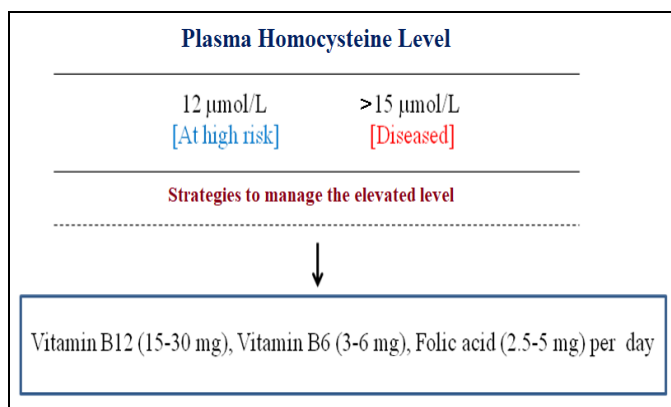 Plasma Homocysteine Level
12 μmol/L >15 μmol/L
[At high risk] [Diseased]
Strategies to manage the elevated level
Vitamin B12 (15-30 mg), Vitamin B6 (3-6 mg), Folic acid (2.5-5 mg) per day